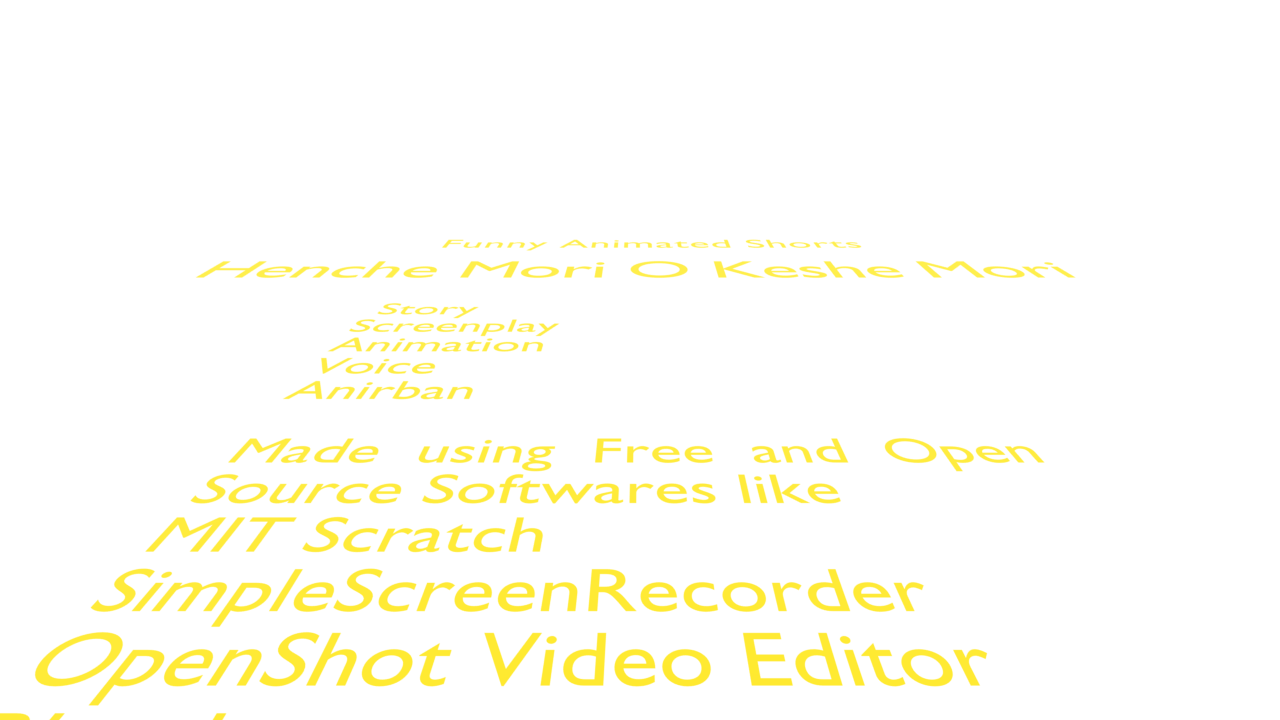 Funny Animated Shorts
Henche Mori O Keshe Mori
Story
Screenplay
Animation
Voice
Anirban
Made using Free and Open
Source Softwares like
MIT Scratch
SimpleScreenRecorder
OpenShot Video Editor